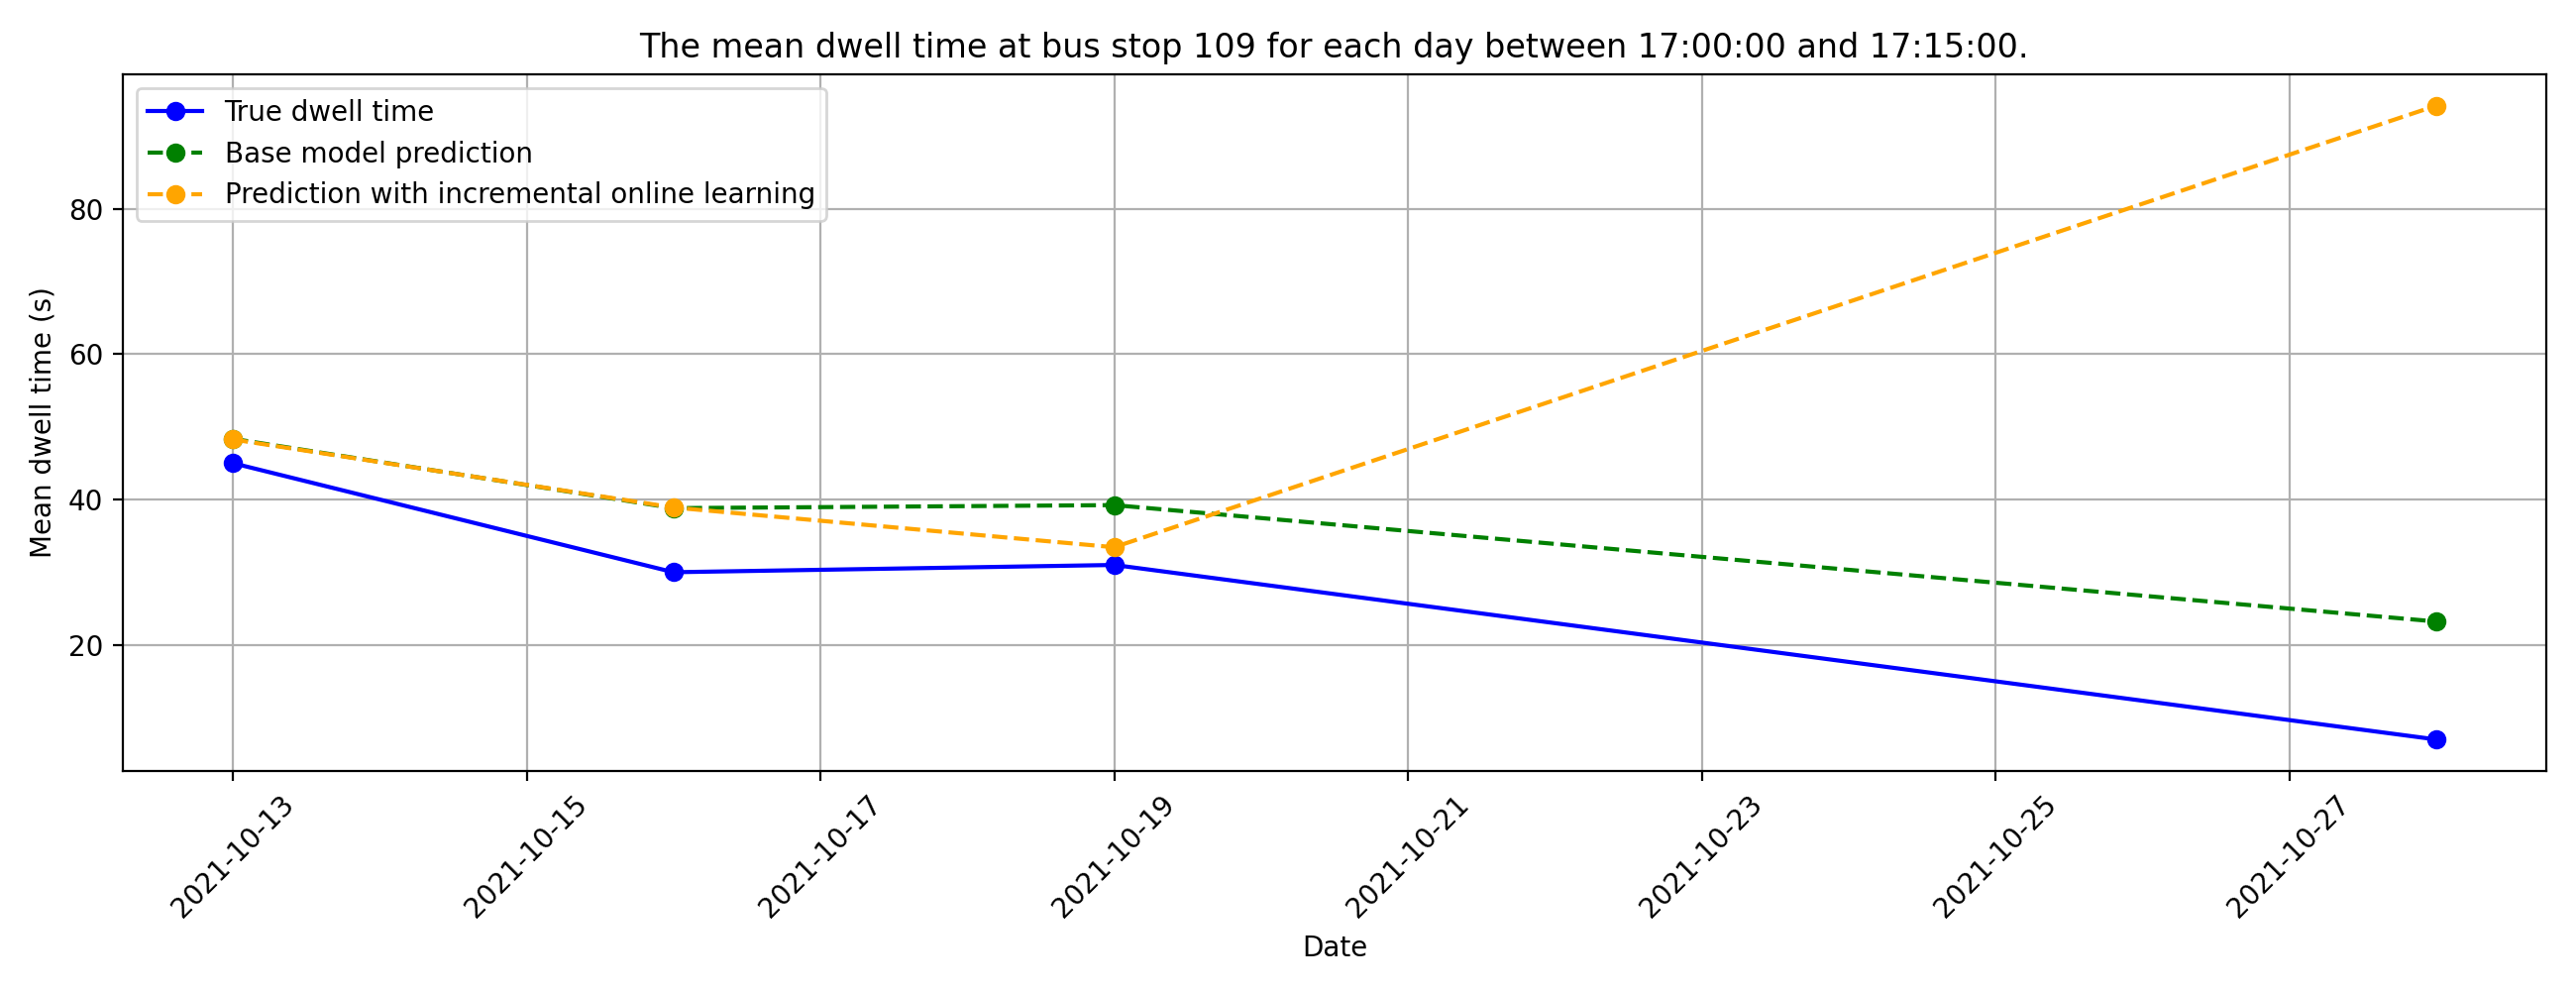 The mean dwell time at bus stop 109 for each day between 17:00:00 and 17:15:00.
True dwell time
Base model prediction
Prediction with incremental online learning
Mean dwell time (s)
80
60
40
20
2021-10-13
2021-10-15
2021-10-17
2021-10-19
2021-10-21
2021-10-23
2021-10-25
2021-10-27
Date